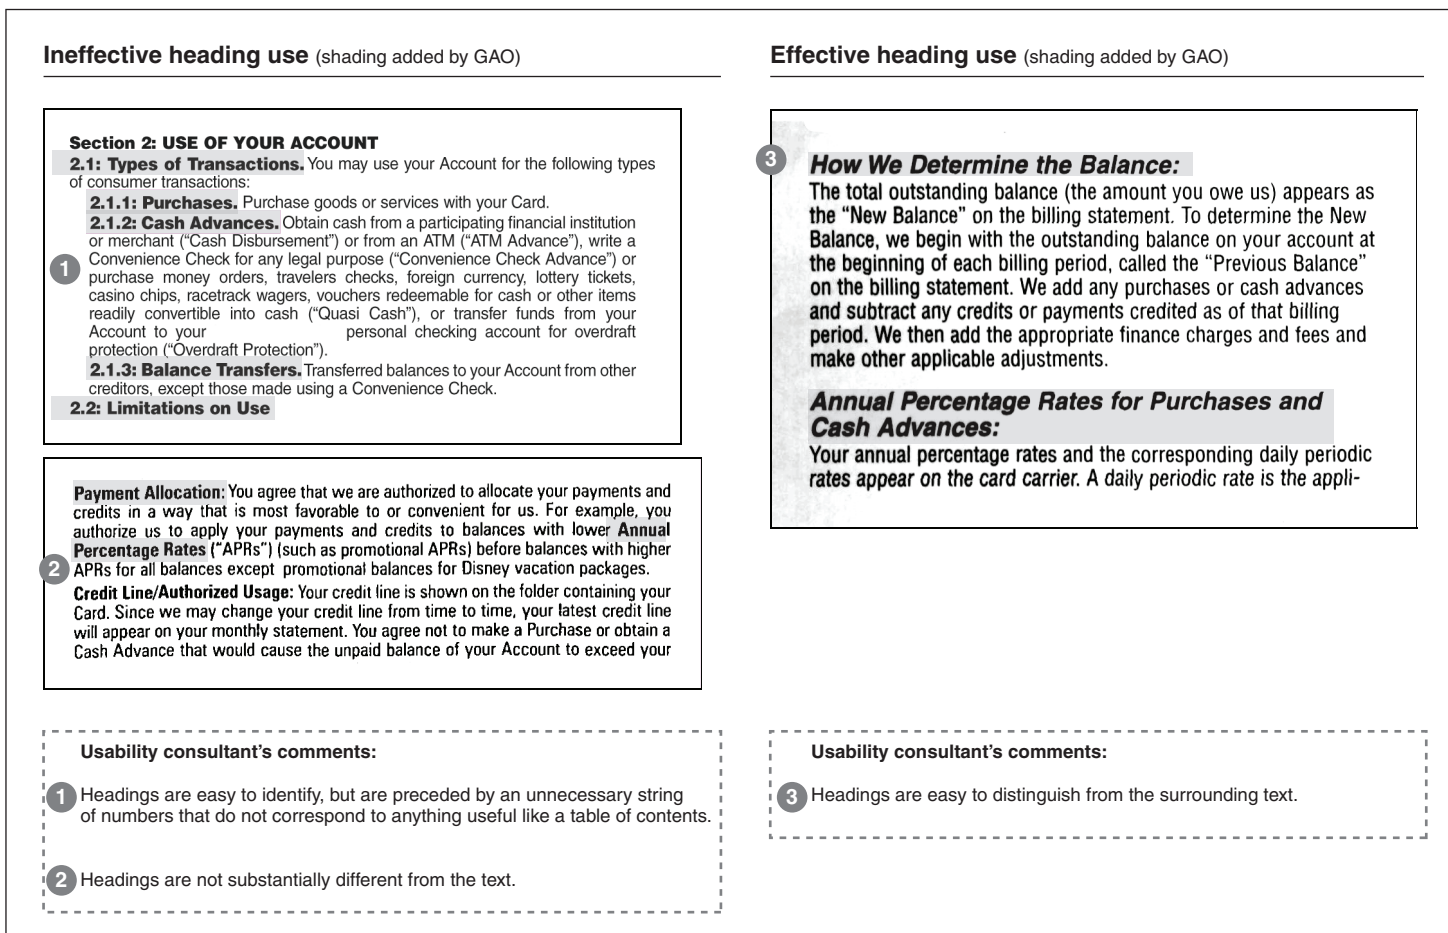 Ineffective heading use (shading added by GAO)
Section 2: USE OF YOUR ACCOUNT
2.1: Types of Transactions. You may use your Account for the following types
of consumer transactions:
2.1.1: Purchases. Purchase goods or services with your Card.
2.1.2: Cash Advances. Obtain cash from a participating financial institution
or merchant (“Cash Disbursement”) or from an ATM (“ATM Advance”), write a
Convenience Check for any legal purpose (“Convenience Check Advance”) or
1
purchase money orders, travelers checks, foreign currency, lottery tickets,
casino chips, racetrack wagers, vouchers redeemable for cash or other items
readily convertible into cash (“Quasi Cash”), or transfer funds from your
Account to your personal checking account for overdraft
protection (“Overdraft Protection”).
2.1.3: Balance Transfers. Transferred balances to your Account from other
creditors, except those made using a Convenience Check.
2.2: Limitations on Use
Payment Allocation: You agree that we are authorized to allocate your payments and
credits in a way that is most favorable to or convenient for us. For example, you
authorize us to apply your payments and credits to balances with lower Annual
Percentage Rates (“APRs”) (such as promotional APRs) before balances with higher
2
APRs for all balances except promotional balances for Disney vacation packages.
Credit Line/Authorized Usage: Your credit line is shown on the folder containing your
Card. Since we may change your credit line from time to time, your latest credit line
will appear on your monthly statement. You agree not to make a Purchase or obtain a
Cash Advance that would cause the unpaid balance of your Account to exceed your
Usability consultant’s comments:
1 Headings are easy to identify, but are preceded by an unnecessary string
of numbers that do not correspond to anything useful like a table of contents.
2 Headings are not substantially different from the text.
Effective heading use (shading added by GAO)
3
How We Determine the Balance:
The total outstanding balance (the amount you owe us) appears as
the “New Balance” on the billing statement. To determine the New
Balance, we begin with the outstanding balance on your account at
the beginning of each billing period, called the “Previous Balance”
on the billing statement. We add any purchases or cash advances
and subtract any credits or payments credited as of that billing
period. We then add the appropriate finance charges and fees and
make other applicable adjustments.
Annual Percentage Rates for Purchases and
Cash Advances:
Your annual percentage rates and the corresponding daily periodic
rates appear on the card carrier. A daily periodic rate is the appli-
Usability consultant’s comments:
3 Headings are easy to distinguish from the surrounding text.